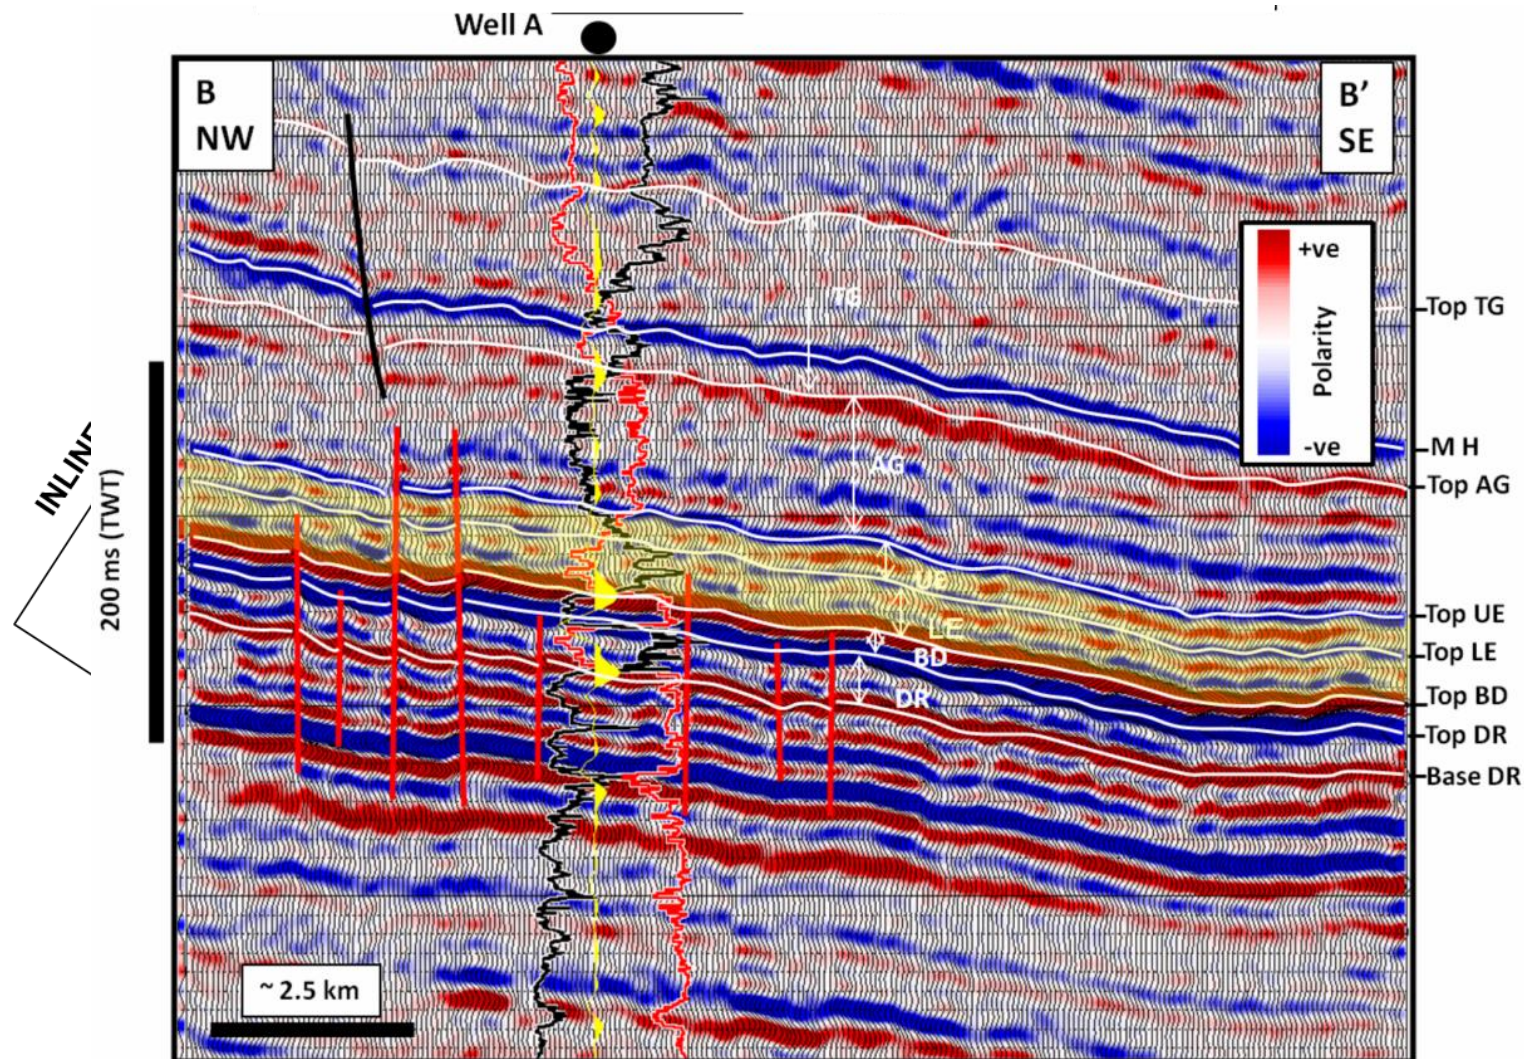 Well A
B
NW
B’
SE
+ve
Polarity
-ve
TG
Top TG
M H
Top AG
AG
INLINE
200 ms (TWT)
UE
LE
BD
DR
Top UE
Top LE
Top BD
Top DR
Base DR
~ 2.5 km